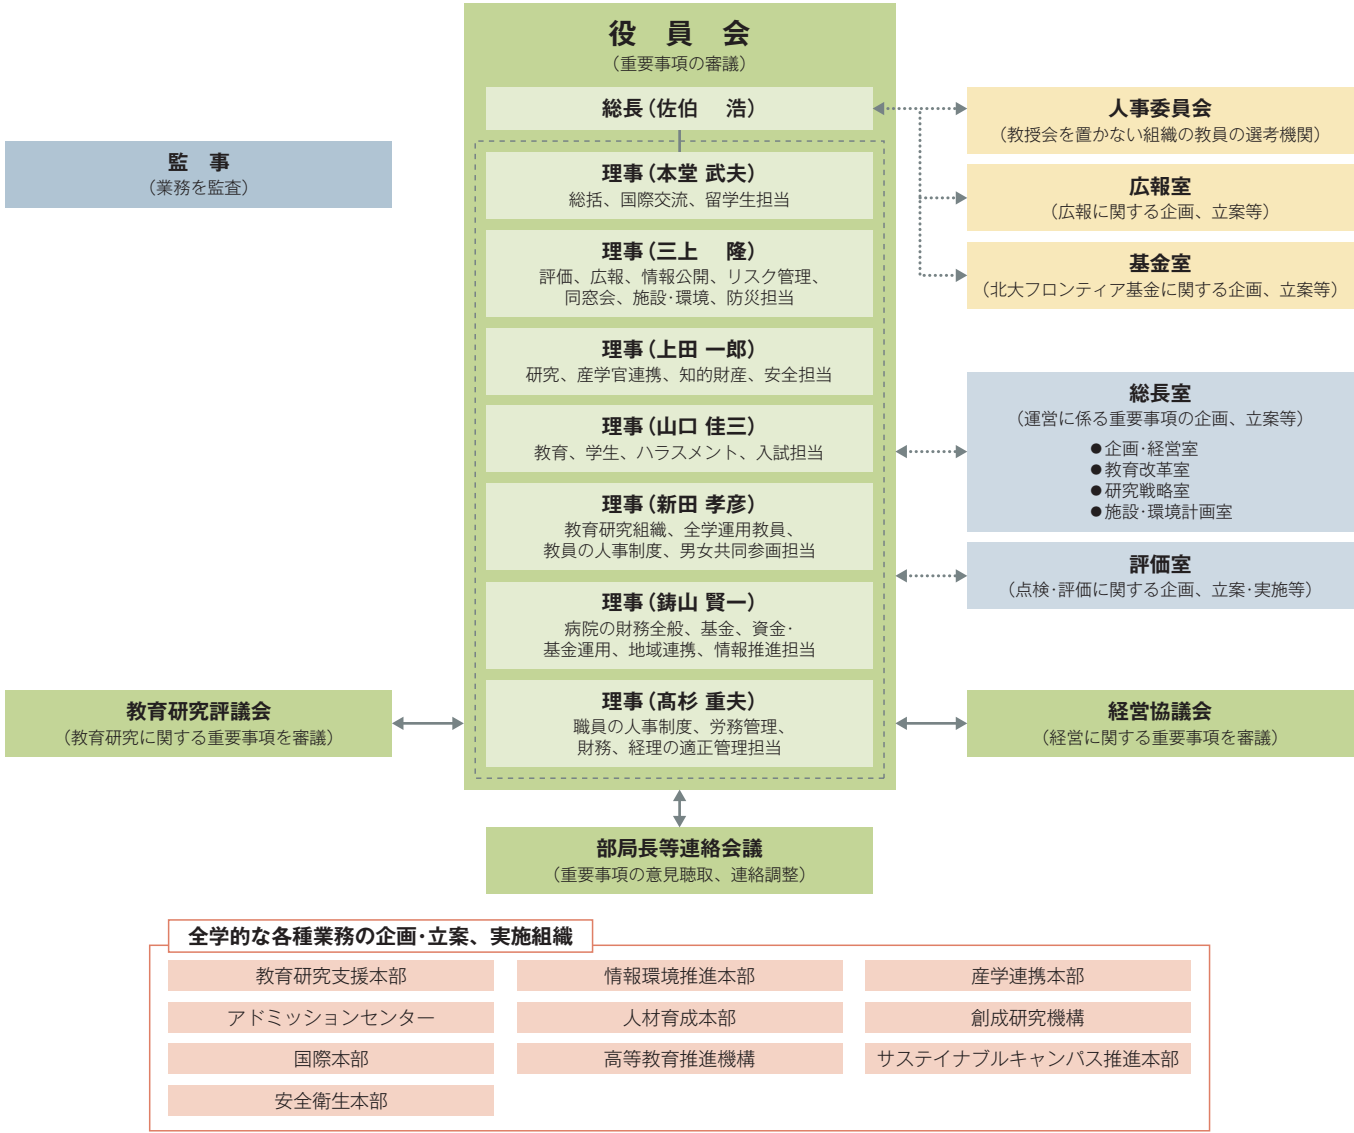 役 員 会
（重要事項の審議）
総長（佐伯 浩）
理事（本堂 武夫）
総括、国際交流、留学生担当
理事（三上 隆）
評価、広報、情報公開、リスク管理、
同窓会、施設・環境、防災担当
理事（上田 一郎）
研究、産学官連携、知的財産、安全担当
理事（山口 佳三）
教育、学生、ハラスメント、入試担当
理事（新田 孝彦）
教育研究組織、全学運用教員、
教員の人事制度、男女共同参画担当
理事（鋳山 賢一）
病院の財務全般、基金、資金・
基金運用、地域連携、情報推進担当
理事（髙杉 重夫）
職員の人事制度、労務管理、
財務、経理の適正管理担当
監 事
（業務を監査）
教育研究評議会
（教育研究に関する重要事項を審議）
人事委員会
（教授会を置かない組織の教員の選考機関）
広報室
（広報に関する企画、立案等）
基金室
（北大フロンティア基金に関する企画、立案等）
総長室
（運営に係る重要事項の企画、立案等）
●企画・経営室
●教育改革室
●研究戦略室
●施設・環境計画室
評価室
（点検・評価に関する企画、立案・実施等）
経営協議会
（経営に関する重要事項を審議）
部局長等連絡会議
（重要事項の意見聴取、連絡調整）
全学的な各種業務の企画・立案、実施組織
教育研究支援本部
情報環境推進本部
産学連携本部
アドミッションセンター
人材育成本部
創成研究機構
国際本部
高等教育推進機構
サステイナブルキャンパス推進本部
安全衛生本部